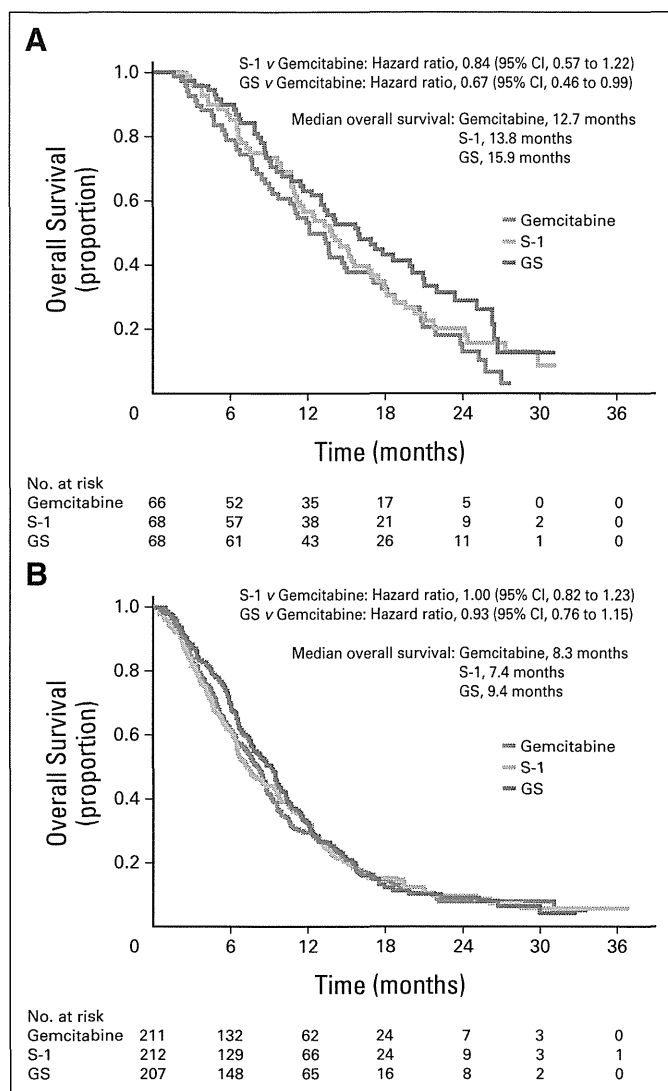 A
S-1 v Gemcitabine: Hazard ratio, 0.84 (95% CI, 0.57 to 1.22)
GS v Gemcitabine: Hazard ratio, 0.67 (95% CI, 0.46 to 0.99)
Median overall survival: Gemcitabine, 12.7 months
S-1, 13.8 months
GS, 15.9 months
Gemcitabine
S-1
GS
Overall Survival
(proportion)
1.0
0.8
0.6
0.4
0.2
0 6 12 18 24 30 36
Time (months)
No. at risk
Gemcitabine 66 52 35 17 5 0 0
S-1 68 57 38 21 9 2 0
GS 68 61 43 26 11 1 0
B
S-1 v Gemcitabine: Hazard ratio, 1.00 (95% CI, 0.82 to 1.23)
GS v Gemcitabine: Hazard ratio, 0.93 (95% CI, 0.76 to 1.15)
Median overall survival: Gemcitabine, 8.3 months
S-1, 7.4 months
GS, 9.4 months
Gemcitabine
S-1
GS
Overall Survival
(proportion)
1.0
0.8
0.6
0.4
0.2
0 6 12 18 24 30 36
Time (months)
No. at risk
Gemcitabine 211 132 62 24 7 3 0
S-1 212 129 66 24 9 3 1
GS 207 148 65 16 8 2 0